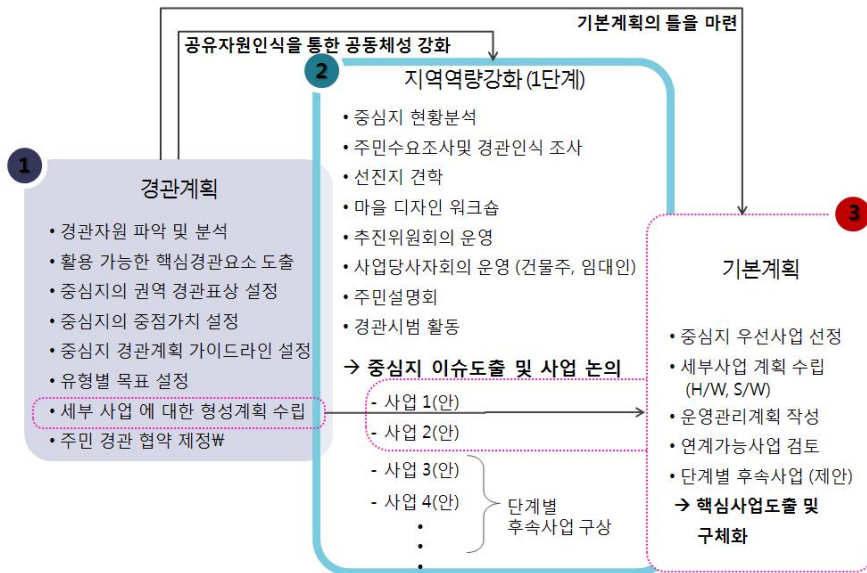 기본계획의 틀을 마련
공유자원인식을 통한 공동체성 강화
1
경관계획
• 경관자원 파악 및 분석
• 활용 가능한 핵심경관요소 도출
• 중심지의 권역 경관표상 설정
• 중심지의 중점가치 설정
• 중심지 경관계획 가이드라인 설정
• 유형별 목표 설정
• 세부 사업 에 대한 형성계획 수립
• 주민 경관 협약 제정₩
2
지역역량강화 (1단계)
• 중심지 현황분석
• 주민수요조사및 경관인식 조사
• 선진지 견학
• 마을 디자인 워크숍
• 추진위원회의 운영
• 사업당사자회의 운영 (건물주, 임대인)
• 주민설명회
• 경관시범 활동
→ 중심지 이슈도출 및 사업 논의
- 사업 1(안)
- 사업 2(안)
- 사업 3(안)
- 사업 4(안)
•
•
•
단계별
후속사업 구상
3
기본계획
• 중심지 우선사업 선정
• 세부사업 계획 수립
(H/W, S/W)
• 운영관리계획 작성
• 연계가능사업 검토
• 단계별 후속사업 (제안)
→ 핵심사업도출 및
구체화